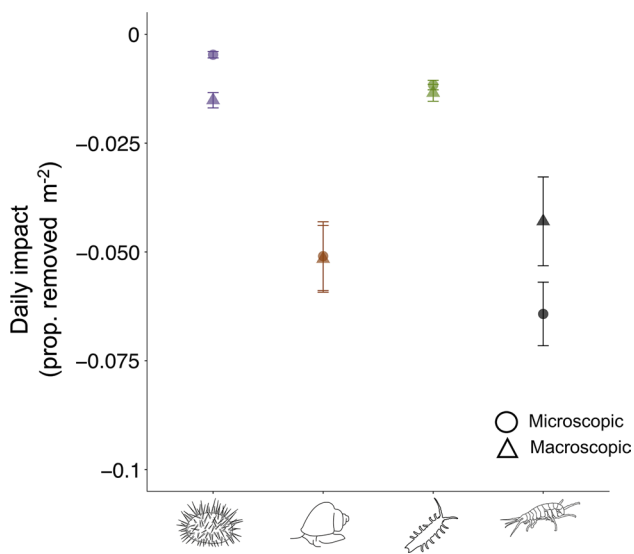 0
−0.025
−0.050
−0.075
−0.1
Daily impact
(prop. removed m-2)
Microscopic
Macroscopic